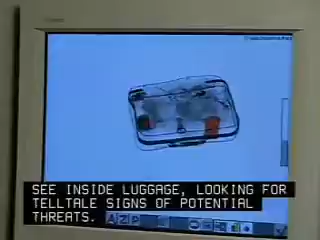 SEE INSIDE LUGGAGE, LOOKING FOR
TELLTALE SIGNS OF POTENTIAL
THREATS.
A Z P